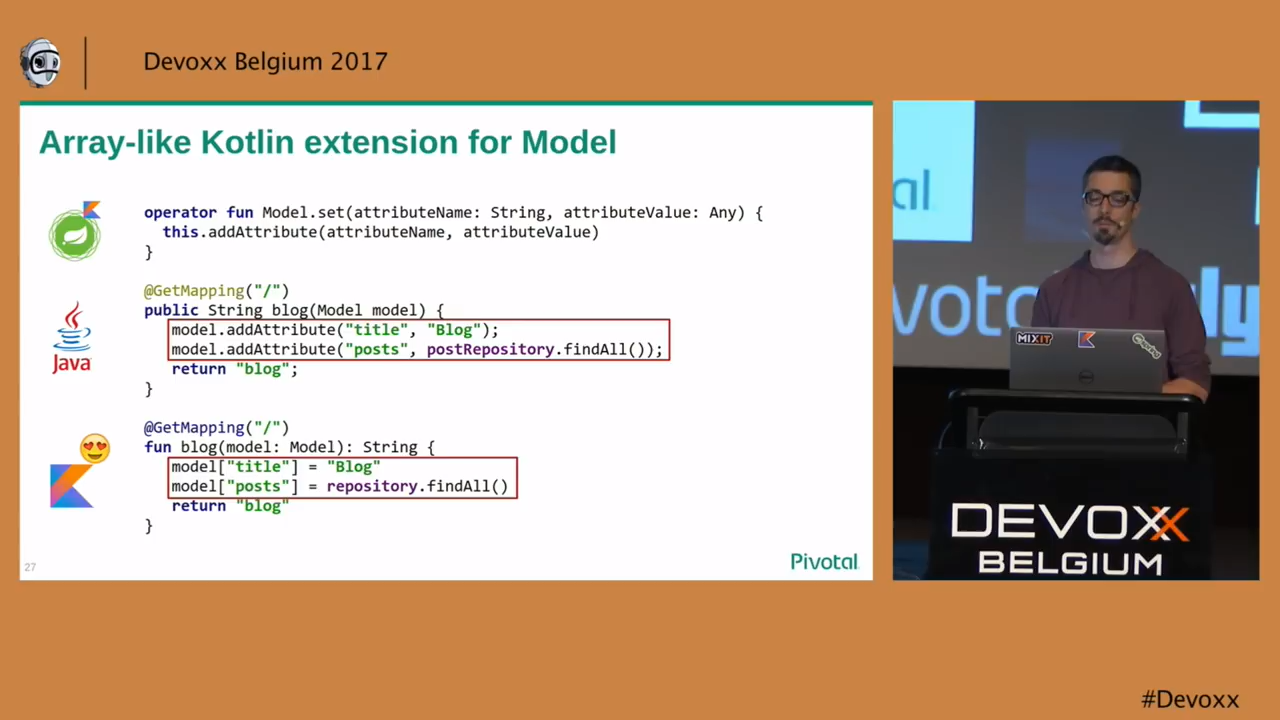 Devoxx Belgium 2017
Array-like Kotlin extension for Model
operator fun Model.set(attributeName: String, attributeValue: Any) {
this.addAttribute(attributeName, attributeValue)
}
@GetMapping("/")
public String blog(Model model) {
model.addAttribute("title", "Blog");
model.addAttribute("posts", postRepository.findAll());
return "blog";
}
Java
@GetMapping("/")
fun blog(model: Model): String {
model["title"] = "Blog"
model["posts"] = repository.findAll()
return "blog"
}
27
Pivotal
MIXIT
spring
DEVOXX
BELGIUM
#Devoxx